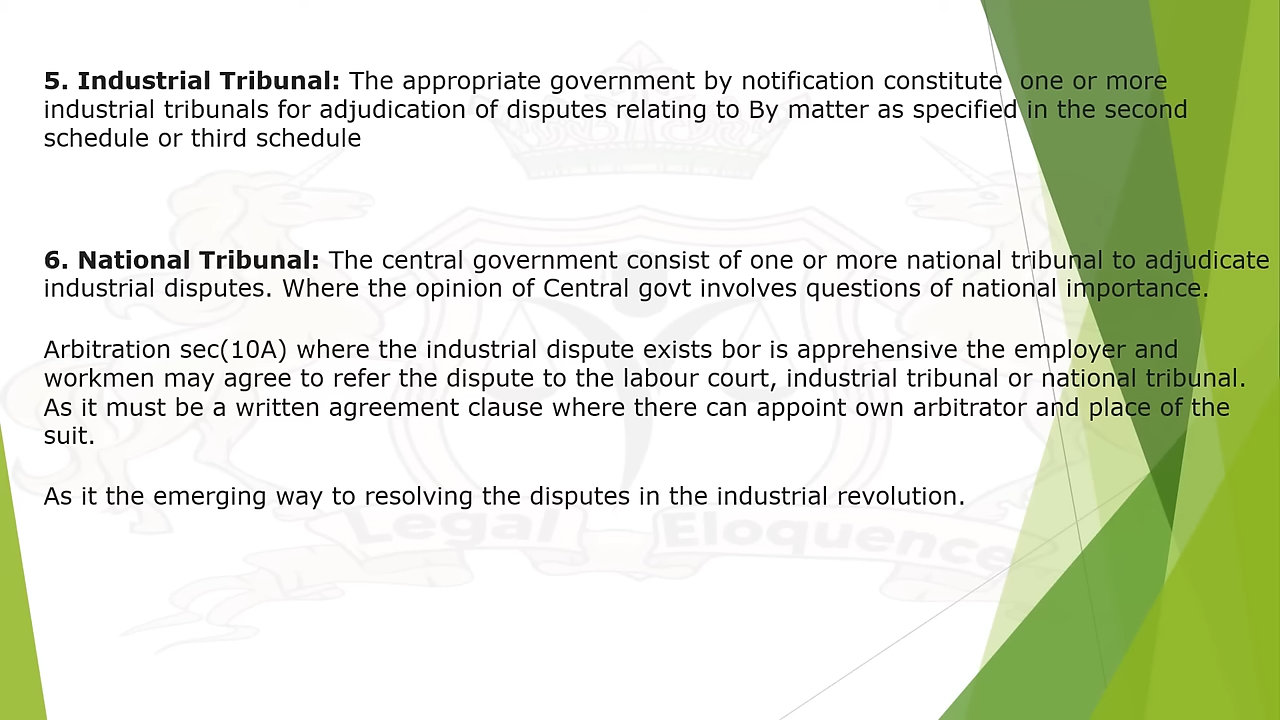 5. Industrial Tribunal: The appropriate government by notification constitute  one or more
industrial tribunals for adjudication of disputes relating to By matter as specified in the second
schedule or third schedule
6. National Tribunal: The central government consist of one or more national tribunal to adjudicate
industrial disputes. Where the opinion of Central govt involves questions of national importance.
Arbitration sec(10A) where the industrial dispute exists bor is apprehensive the employer and
workmen may agree to refer the dispute to the labour court, industrial tribunal or national tribunal.
As it must be a written agreement clause where there can appoint own arbitrator and place of the
suit.
As it the emerging way to resolving the disputes in the industrial revolution.
Legal Eloquence